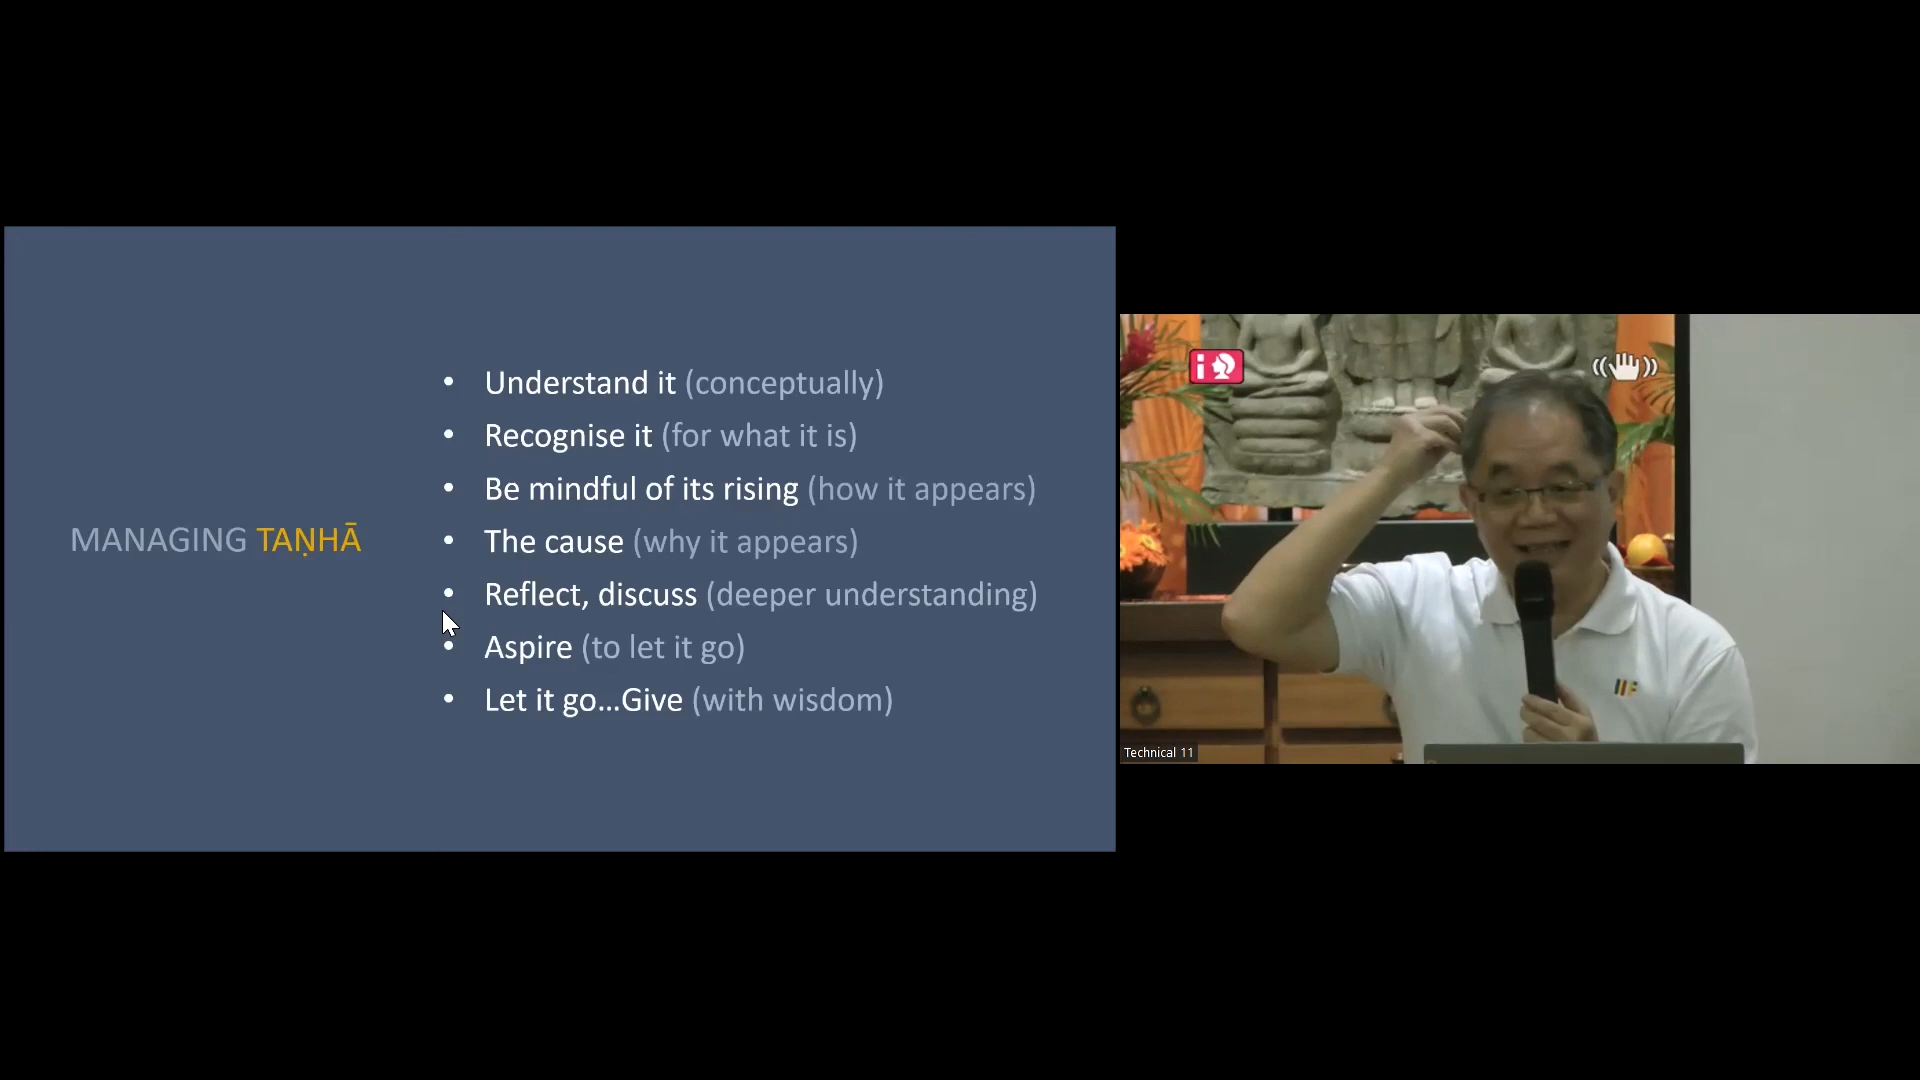 MANAGING TAṆHĀ
• Understand it (conceptually)
• Recognise it (for what it is)
• Be mindful of its rising (how it appears)
• The cause (why it appears)
• Reflect, discuss (deeper understanding)
• Aspire (to let it go)
• Let it go...Give (with wisdom)
Technical 11